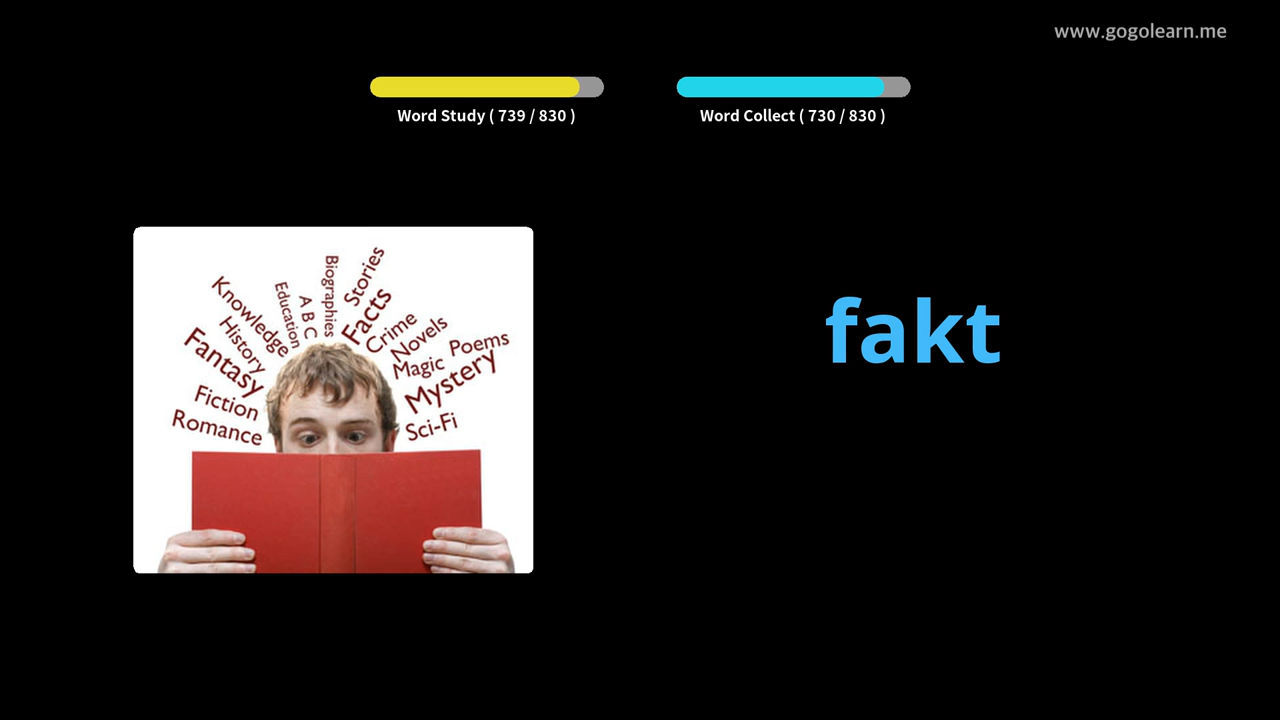 www.gogolearn.me
Word Study ( 739 / 830 )
Word Collect ( 730 / 830 )
fakt
Stories
Biographies
Facts
A B C
Education
Knowledge
History
Fantasy
Fiction
Romance
Crime
Novels
Poems
Magic
Mystery
Sci-Fi